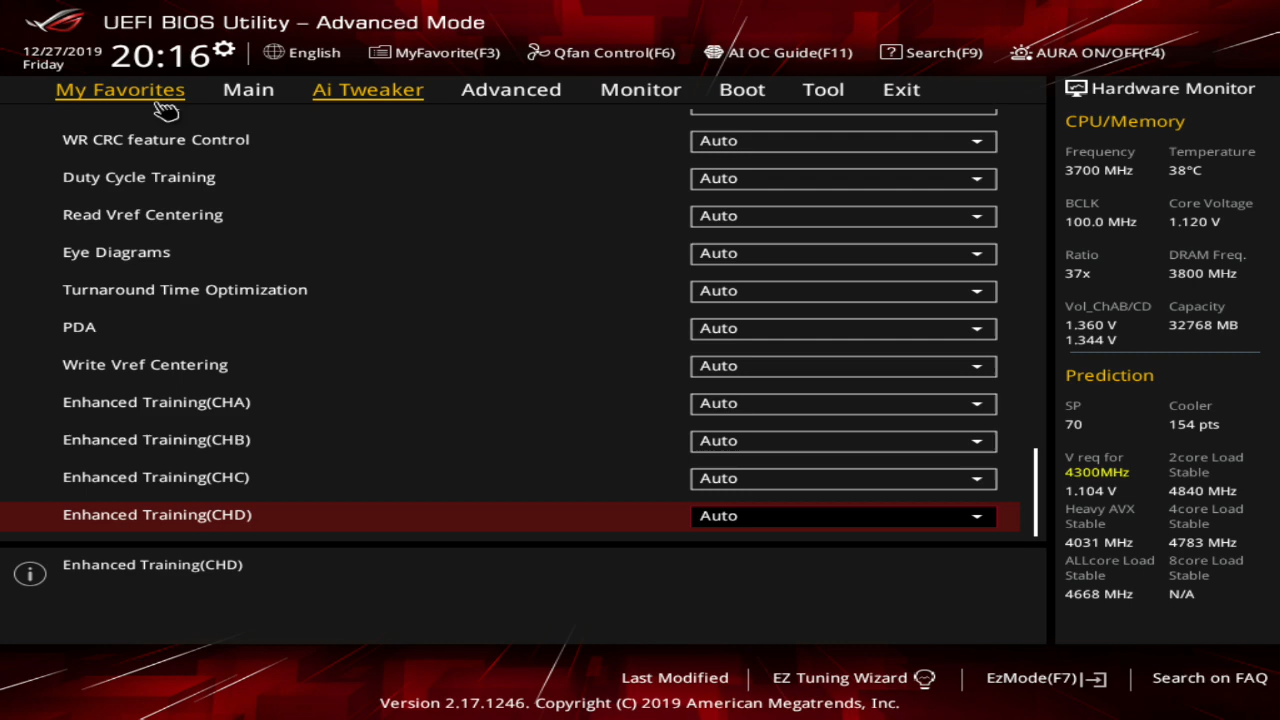 UEFI BIOS Utility – Advanced Mode
12/27/2019
Friday
20:16
English
MyFavorite(F3)
Qfan Control(F6)
AI OC Guide(F11)
Search(F9)
AURA ON/OFF(F4)
My Favorites
Main
Ai Tweaker
Advanced
Monitor
Boot
Tool
Exit
WR CRC feature Control Auto
Duty Cycle Training Auto
Read Vref Centering Auto
Eye Diagrams Auto
Turnaround Time Optimization Auto
PDA Auto
Write Vref Centering Auto
Enhanced Training(CHA) Auto
Enhanced Training(CHB) Auto
Enhanced Training(CHC) Auto
Enhanced Training(CHD) Auto
Enhanced Training(CHD)
Hardware Monitor
CPU/Memory
Frequency Temperature
3700 MHz 38°C
BCLK Core Voltage
100.0 MHz 1.120 V
Ratio DRAM Freq.
37x 3800 MHz
Vol_ChAB/CD Capacity
1.360 V 32768 MB
1.344 V
Prediction
SP Cooler
70 154 pts
V req for 2core Load
4300MHz Stable
1.104 V 4840 MHz
Heavy AVX 4core Load
Stable Stable
4031 MHz 4783 MHz
ALLcore Load 8core Load
Stable Stable
4668 MHz N/A
Last Modified
EZ Tuning Wizard
EzMode(F7)
Search on FAQ
Version 2.17.1246. Copyright (C) 2019 American Megatrends, Inc.